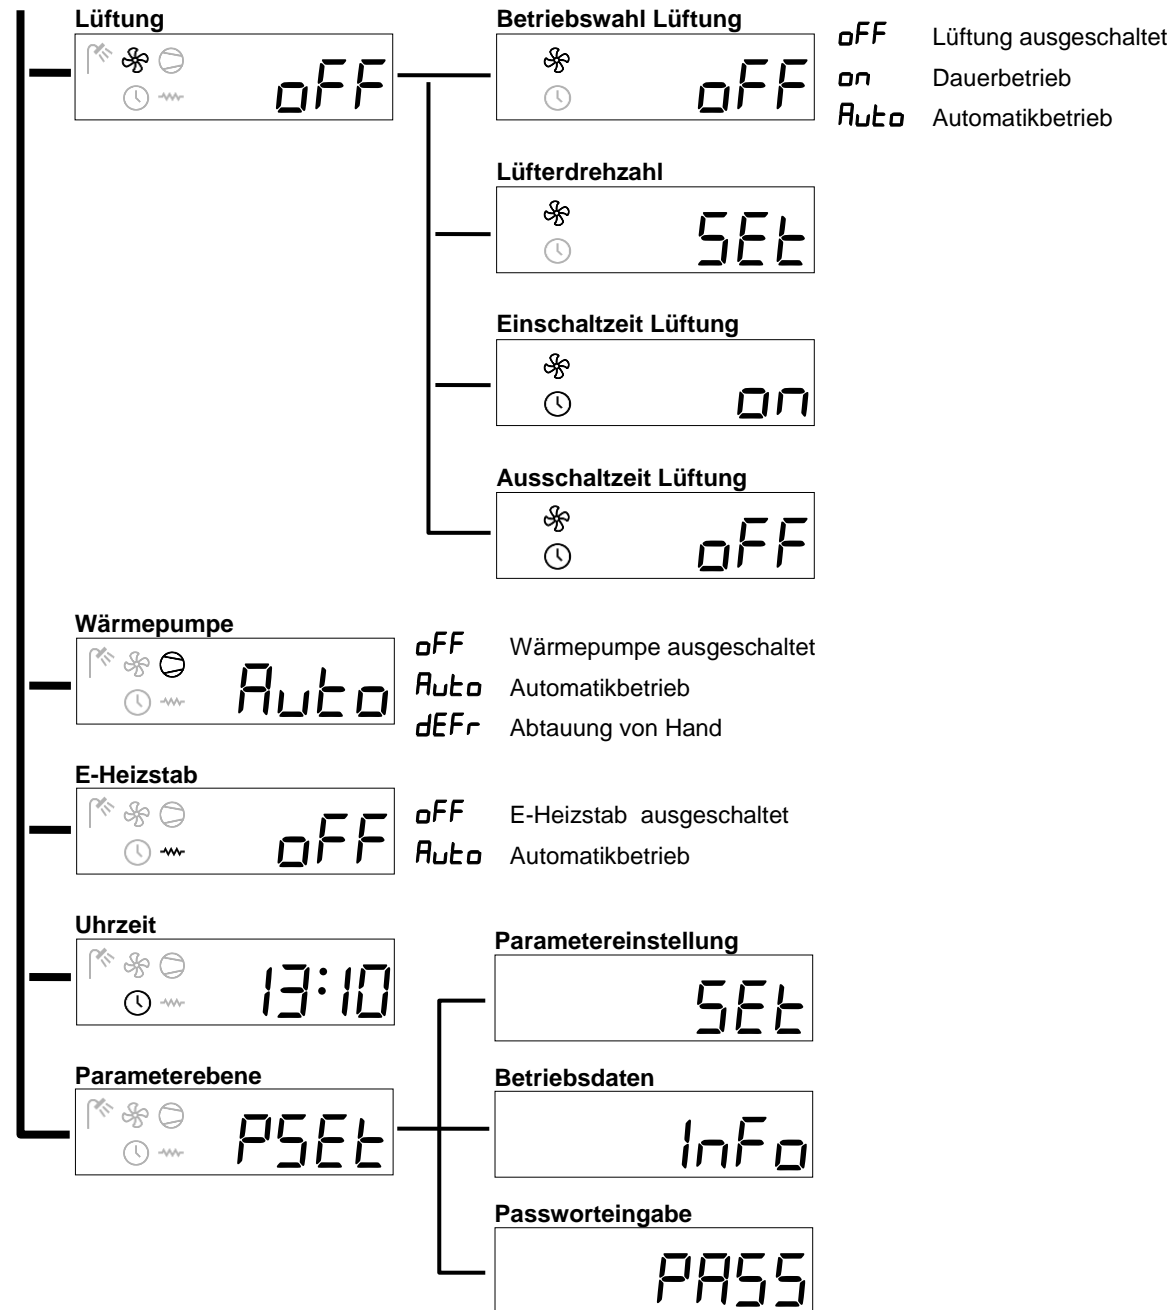 Lüftung
oFF
Betriebswahl Lüftung
oFF
oFF Lüftung ausgeschaltet
on Dauerbetrieb
Auto Automatikbetrieb
Lüfterdrehzahl
SEt
Einschaltzeit Lüftung
on
Ausschaltzeit Lüftung
oFF
Wärmepumpe
Auto
oFF Wärmepumpe ausgeschaltet
Auto Automatikbetrieb
dEFr Abtauung von Hand
E-Heizstab
oFF
oFF E-Heizstab ausgeschaltet
Auto Automatikbetrieb
Uhrzeit
13:10
Parameterebene
PSEt
Parametereinstellung
SEt
Betriebsdaten
InFo
Passworteingabe
PASS